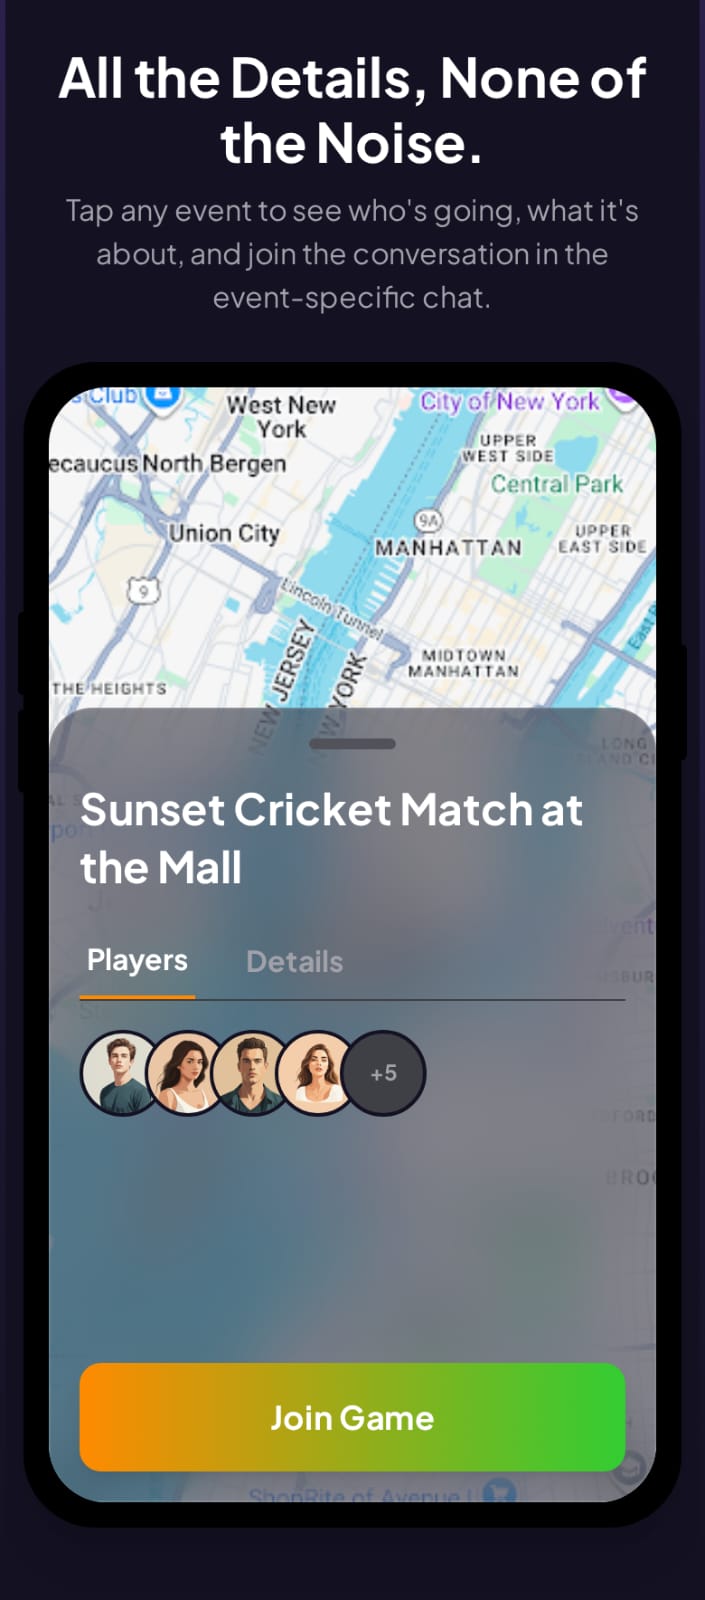 All the Details, None of
the Noise.
Tap any event to see who's going, what it's
about, and join the conversation in the
event-specific chat.
Club
West New
York
City of New York
UPPER
WEST SIDE
ecaucus
North Bergen
Central Park
9A
Union City
MANHATTAN
UPPER
EAST SIDE
9
Lincoln Tunnel
MIDTOWN
MANHATTAN
NEW JERSEY
NEW YORK
THE HEIGHTS
East
LONG
Sunset Cricket Match at
the Mall
Players
Details
+5
Join Game
ShopRite of Avenue I